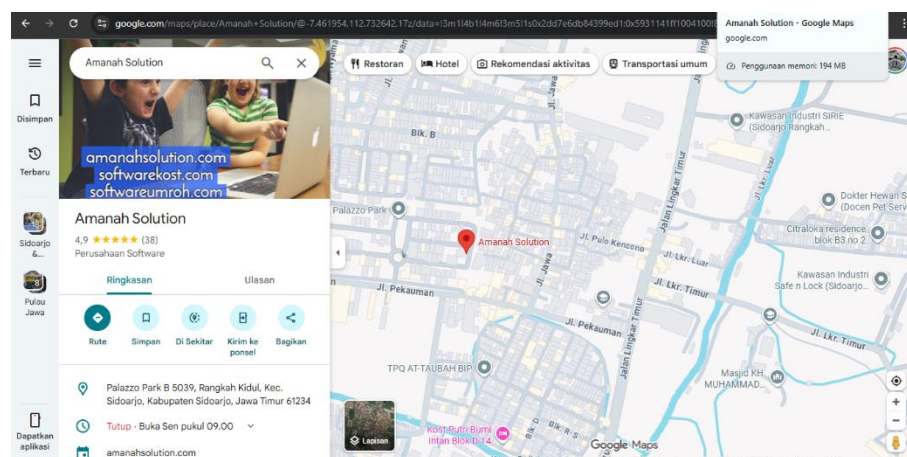 google.com/maps/place/Amanah+Solution/@-7.461954,112.732642,17z/data=!3m1!4b1!4m6!3m5!1s0x2dd7e6db84399ed1:0x5931141ff1004100!8
Amanah Solution - Google Maps
google.com
Penggunaan memori: 194 MB
Amanah Solution
Restoran
Hotel
Rekomendasi aktivitas
Transportasi umum
Disimpan
Terbaru
Sidoarjo
&...
Pulau
Jawa
Dapatkan
aplikasi
amanahsolution.com
softwarekost.com
softwareumroh.com
Amanah Solution
4,9 ★★★★★ (38)
Perusahaan Software
Ringkasan
Ulasan
Rute
Simpan
Di Sekitar
Kirim ke
ponsel
Bagikan
Palazzo Park B 5039, Rangkah Kidul, Kec.
Sidoarjo, Kabupaten Sidoarjo, Jawa Timur 61234
Tutup · Buka Sen pukul 09.00
amanahsolution.com
Jl. Jawa
Blk. B
Kawasan Industri SIRIE
(Sidoarjo Rangkah...
Jalan Lingkar Timur
Jl. Lkr. Luar
Dokter Hewan S
(Docen Pet Serv
Palazzo Park
Amanah Solution
Jl. Pulo Kencono
Citraloka residence
blok B3 no 2
Jl. Jawa
Jl. Lkr. Luar
Kawasan Industri
Safe n Lock (Sidoarjo...
Jl. Pekauman
Jl. Lkr. Timur
Jl. Pekauman
Jl. Lkr. Timur
Jalan Lingkar Timur
TPQ AT-TAUBAH BIP
Masjid KH.
MUHAMMAD...
Kost Putri Bumi
Intan Blok D 14
Blk. D
Blk. R-S
Lapisan
Google Maps